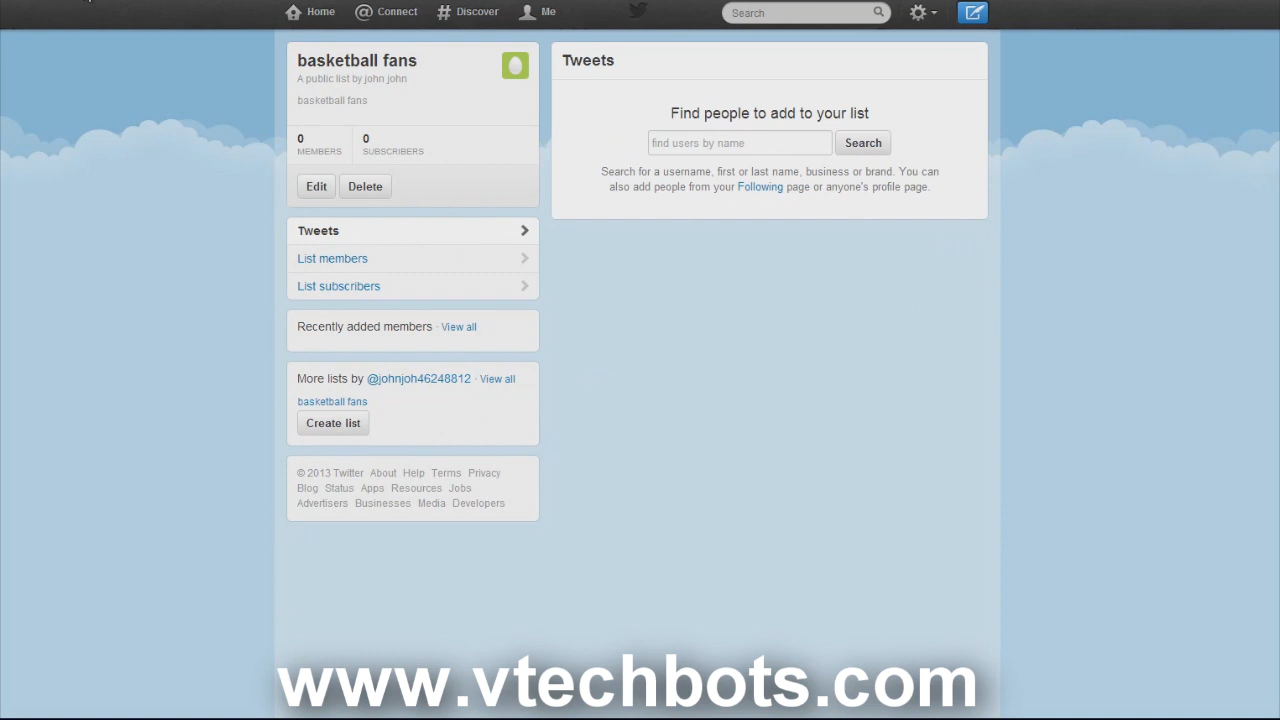 Home Connect Discover Me Search
basketball fans
A public list by john john
basketball fans
0 0
MEMBERS SUBSCRIBERS
Edit Delete
Tweets
List members
List subscribers
Recently added members · View all
More lists by @johnjoh46248812 · View all
basketball fans
Create list
© 2013 Twitter About Help Terms Privacy
Blog Status Apps Resources Jobs
Advertisers Businesses Media Developers
Tweets
Find people to add to your list
find users by name Search
Search for a username, first or last name, business or brand. You can
also add people from your Following page or anyone's profile page.
www.vtechbots.com